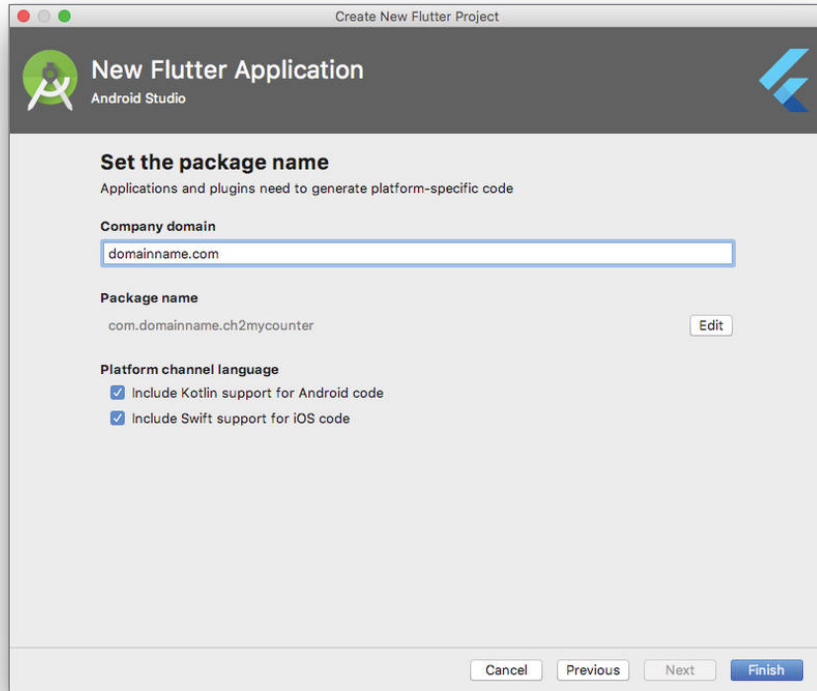 Create New Flutter Project
New Flutter Application
Android Studio
Set the package name
Applications and plugins need to generate platform-specific code
Company domain
domainname.com
Package name
com.domainname.ch2mycounter
Edit
Platform channel language
Include Kotlin support for Android code
Include Swift support for iOS code
Cancel Previous Next Finish